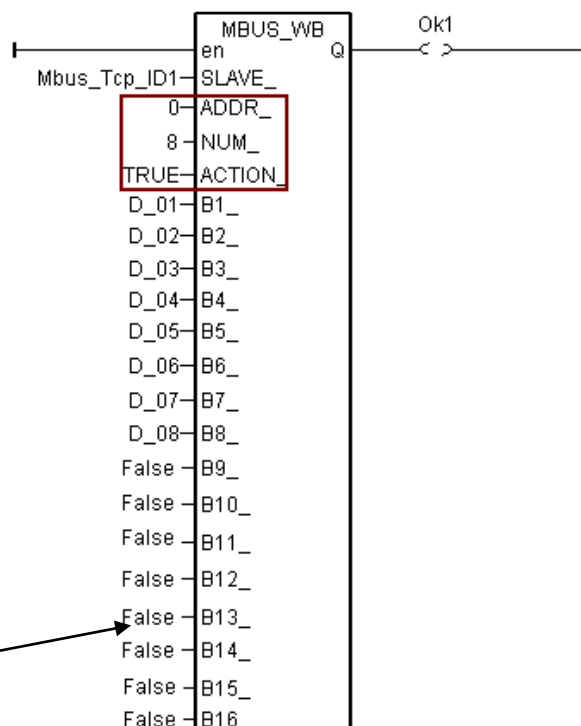 MBUS_WB Ok1
en Q
Mbus_Tcp_ID1 SLAVE_
0 ADDR_
8 NUM_
TRUE ACTION_
D_01 B1_
D_02 B2_
D_03 B3_
D_04 B4_
D_05 B5_
D_06 B6_
D_07 B7_
D_08 B8_
False B9_
False B10_
False B11_
False B12_
False B13_
False B14_
False B15_
False B16